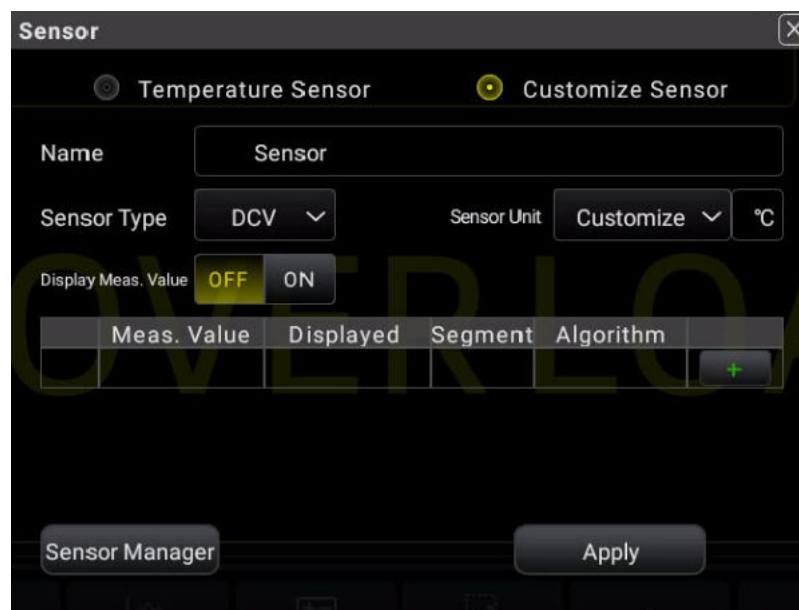 Sensor
Temperature Sensor Customize Sensor
Name Sensor
Sensor Type DCV Sensor Unit Customize ℃
Display Meas. Value OFF ON
Meas. Value Displayed Segment Algorithm
+
OVERLOA
Sensor Manager Apply